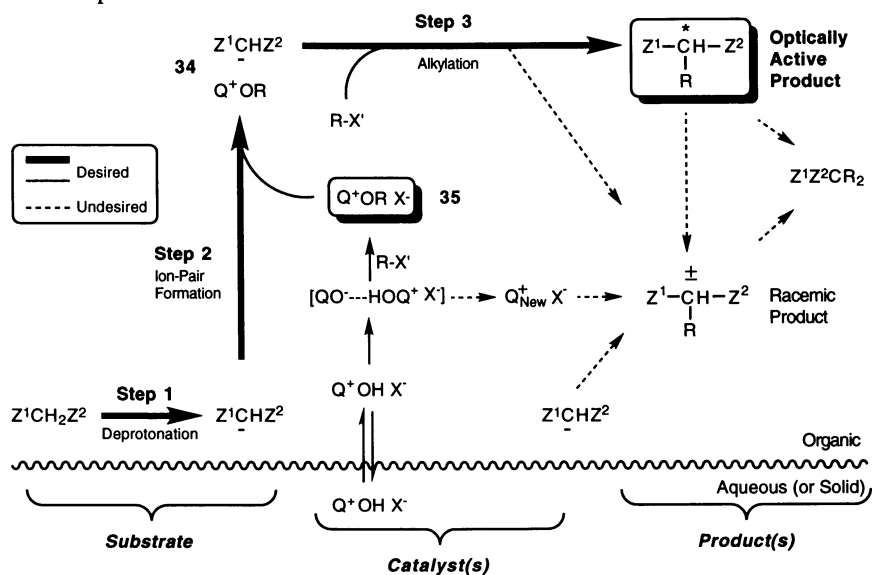 Step 3
Z¹CHZ²
-
34
Q⁺OR
Alkylation
R-X'
*
Z¹–CH–Z²
R
Optically
Active
Product
Desired
Undesired
Z¹Z²CR₂
Q⁺OR X-
35
Step 2
Ion-Pair
Formation
R-X'
[QO⁻---HOQ⁺ X⁻]
Q⁺New X⁻
±
Z¹–CH–Z²
R
Racemic
Product
Q⁺OH X-
Step 1
Z¹CH₂Z²
Deprotonation
Z¹CHZ²
-
Z¹CHZ²
-
Organic
Aqueous (or Solid)
Q⁺OH X-
Substrate
Catalyst(s)
Product(s)